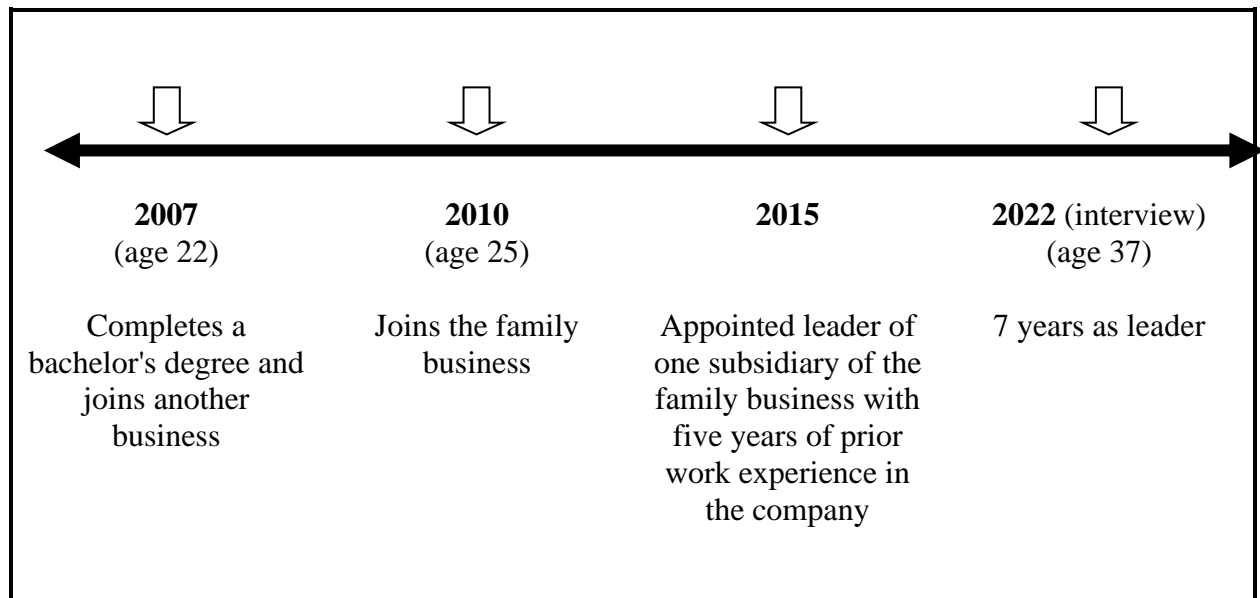 2007
(age 22)
Completes a
bachelor's degree and
joins another
business
2010
(age 25)
Joins the family
business
2015
Appointed leader of
one subsidiary of the
family business with
five years of prior
work experience in
the company
2022 (interview)
(age 37)
7 years as leader